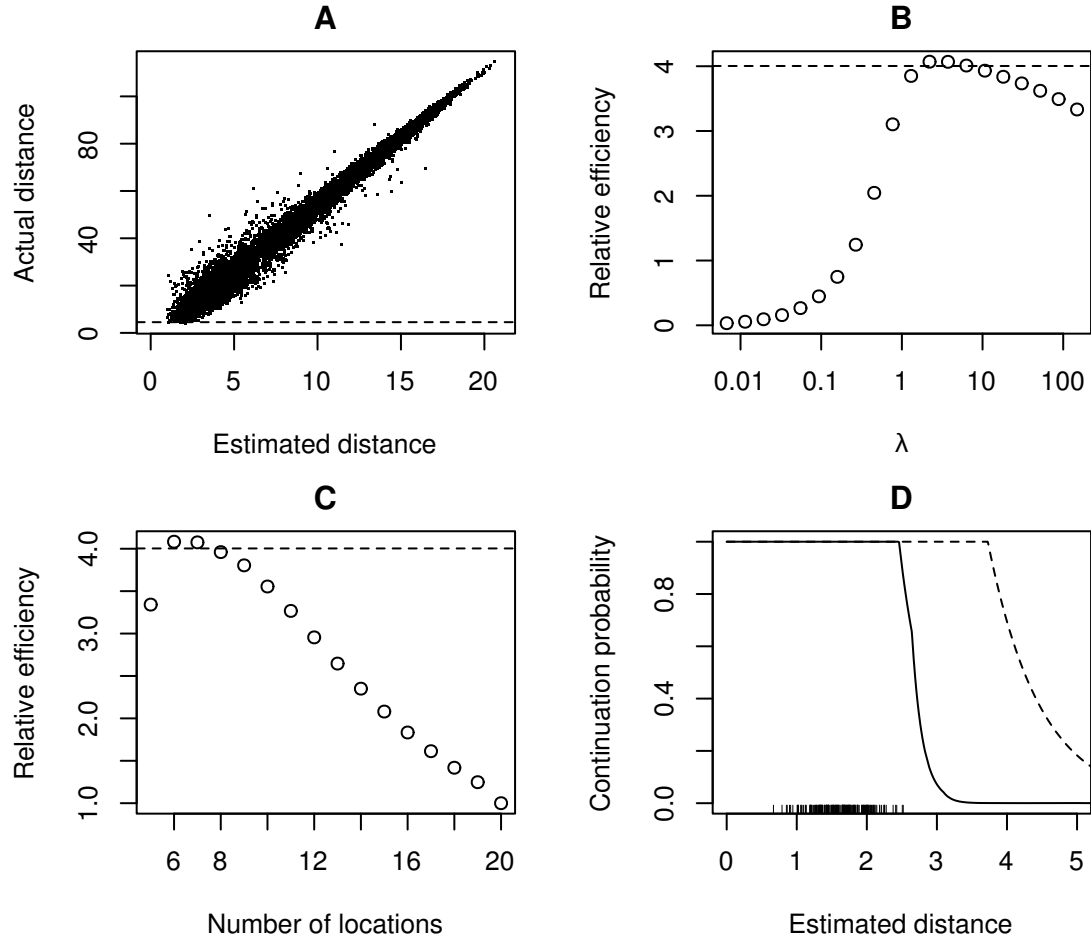 A
Actual distance
80
40
0
0 5 10 15 20
Estimated distance
B
Relative efficiency
4
3
2
1
0
0.01 0.1 1 10 100
λ
C
Relative efficiency
4.0
3.0
2.0
1.0
6 8 12 16 20
Number of locations
D
Continuation probability
0.8
0.4
0.0
0 1 2 3 4 5
Estimated distance